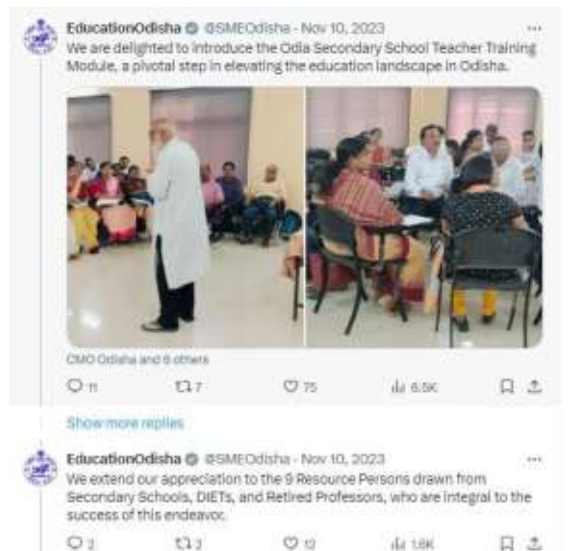 EducationOdisha @SMEOdisha - Nov 10, 2023
We are delighted to introduce the Odia Secondary School Teacher Training
Module, a pivotal step in elevating the education landscape in Odisha.
CMO Odisha and 6 others
11 7 75 6.5K
Show more replies
EducationOdisha @SMEOdisha - Nov 10, 2023
We extend our appreciation to the 9 Resource Persons drawn from
Secondary Schools, DIETs, and Retired Professors, who are integral to the
success of this endeavor.
2 3 12 1.6K